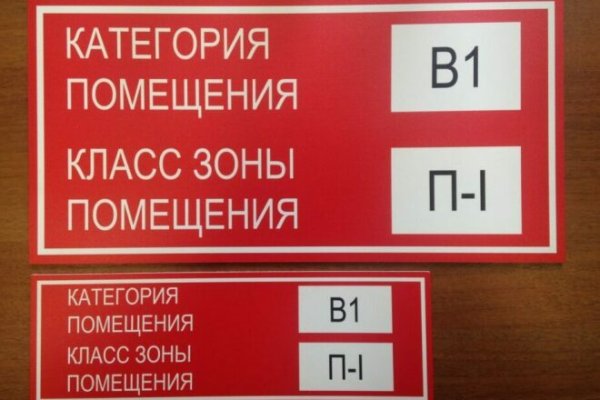 КАТЕГОРИЯ
ПОМЕЩЕНИЯ
В1
КЛАСС ЗОНЫ
ПОМЕЩЕНИЯ
П-I
КАТЕГОРИЯ
ПОМЕЩЕНИЯ
В1
КЛАСС ЗОНЫ
ПОМЕЩЕНИЯ
П-I